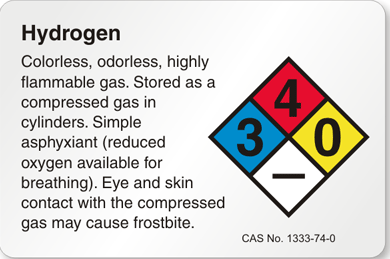 Hydrogen
Colorless, odorless, highly
flammable gas. Stored as a
compressed gas in
cylinders. Simple
asphyxiant (reduced
oxygen available for
breathing). Eye and skin
contact with the compressed
gas may cause frostbite.
4
3 0
–
CAS No. 1333-74-0